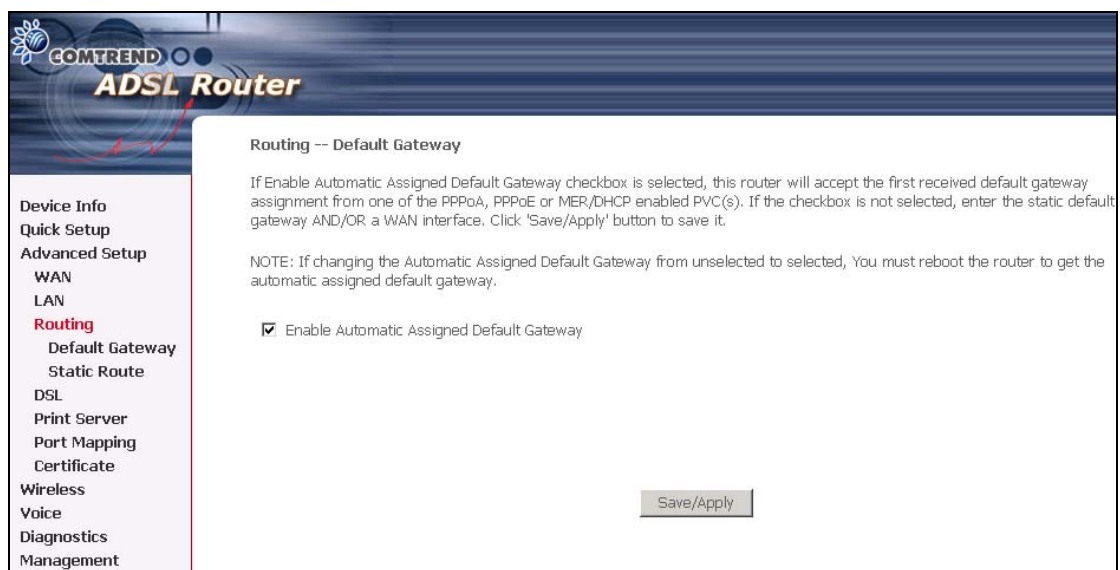 COMTREND
ADSL Router
Device Info
Quick Setup
Advanced Setup
WAN
LAN
Routing
Default Gateway
Static Route
DSL
Print Server
Port Mapping
Certificate
Wireless
Voice
Diagnostics
Management
Routing -- Default Gateway
If Enable Automatic Assigned Default Gateway checkbox is selected, this router will accept the first received default gateway
assignment from one of the PPPoA, PPPoE or MER/DHCP enabled PVC(s). If the checkbox is not selected, enter the static default
gateway AND/OR a WAN interface. Click 'Save/Apply' button to save it.
NOTE: If changing the Automatic Assigned Default Gateway from unselected to selected, You must reboot the router to get the
automatic assigned default gateway.
Enable Automatic Assigned Default Gateway
Save/Apply